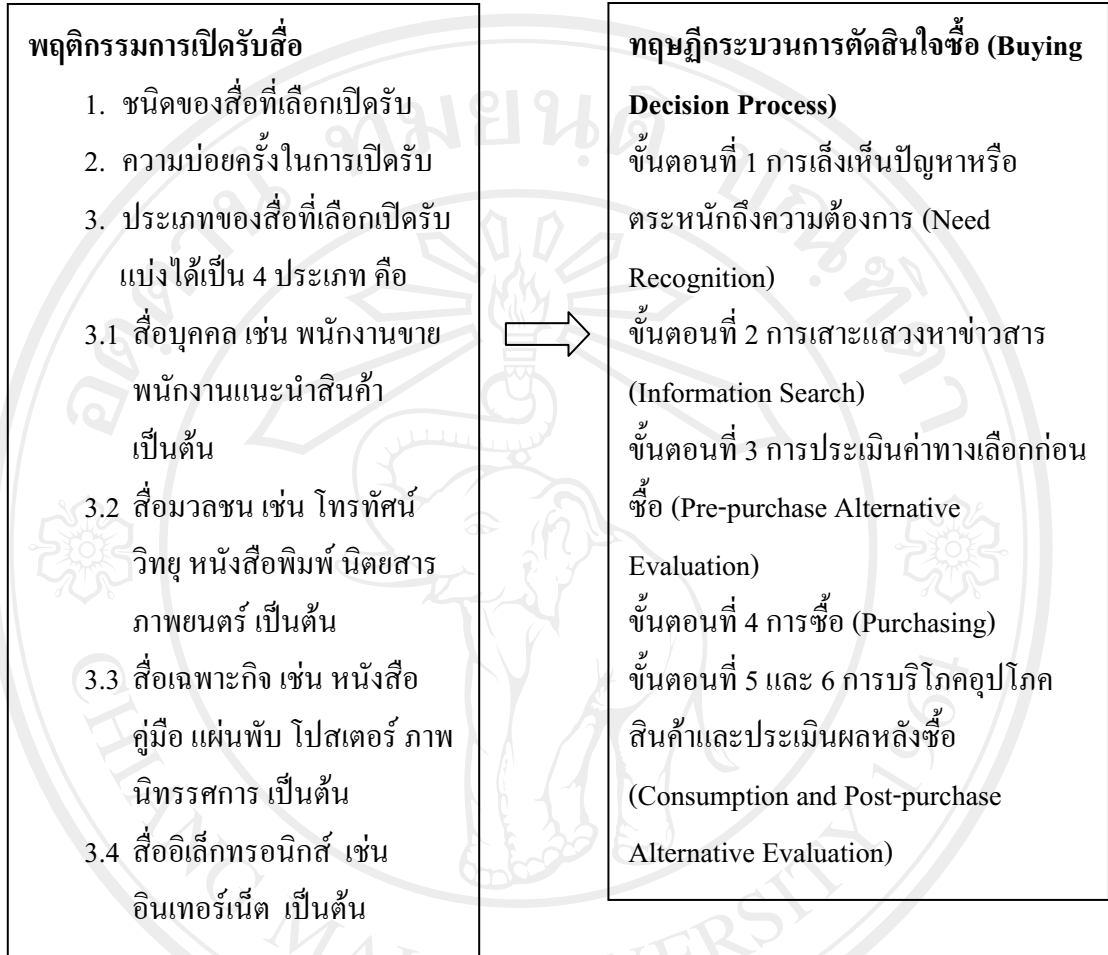 พฤติกรรมการเปิดรับสื่อ
1. ชนิดของสื่อที่เลือกเปิดรับ
2. ความบ่อยครั้งในการเปิดรับ
3. ประเภทของสื่อที่เลือกเปิดรับ
แบ่งได้เป็น 4 ประเภท คือ
3.1 สื่อบุคคล เช่น พนักงานขาย
พนักงานแนะนำสินค้า
เป็นต้น
3.2 สื่อมวลชน เช่น โทรทัศน์
วิทยุ หนังสือพิมพ์ นิตยสาร
ภาพยนตร์ เป็นต้น
3.3 สื่อเฉพาะกิจ เช่น หนังสือ
คู่มือ แผ่นพับ โปสเตอร์ ภาพ
นิทรรศการ เป็นต้น
3.4 สื่ออิเล็กทรอนิกส์ เช่น
อินเทอร์เน็ต เป็นต้น
ทฤษฏีกระบวนการตัดสินใจซื้อ (Buying
Decision Process)
ขั้นตอนที่ 1 การเล็งเห็นปัญหาหรือ
ตระหนักถึงความต้องการ (Need
Recognition)
ขั้นตอนที่ 2 การเสาะแสวงหาข่าวสาร
(Information Search)
ขั้นตอนที่ 3 การประเมินค่าทางเลือกก่อน
ซื้อ (Pre-purchase Alternative
Evaluation)
ขั้นตอนที่ 4 การซื้อ (Purchasing)
ขั้นตอนที่ 5 และ 6 การบริโภคอุปโภค
สินค้าและประเมินผลหลังซื้อ
(Consumption and Post-purchase
Alternative Evaluation)